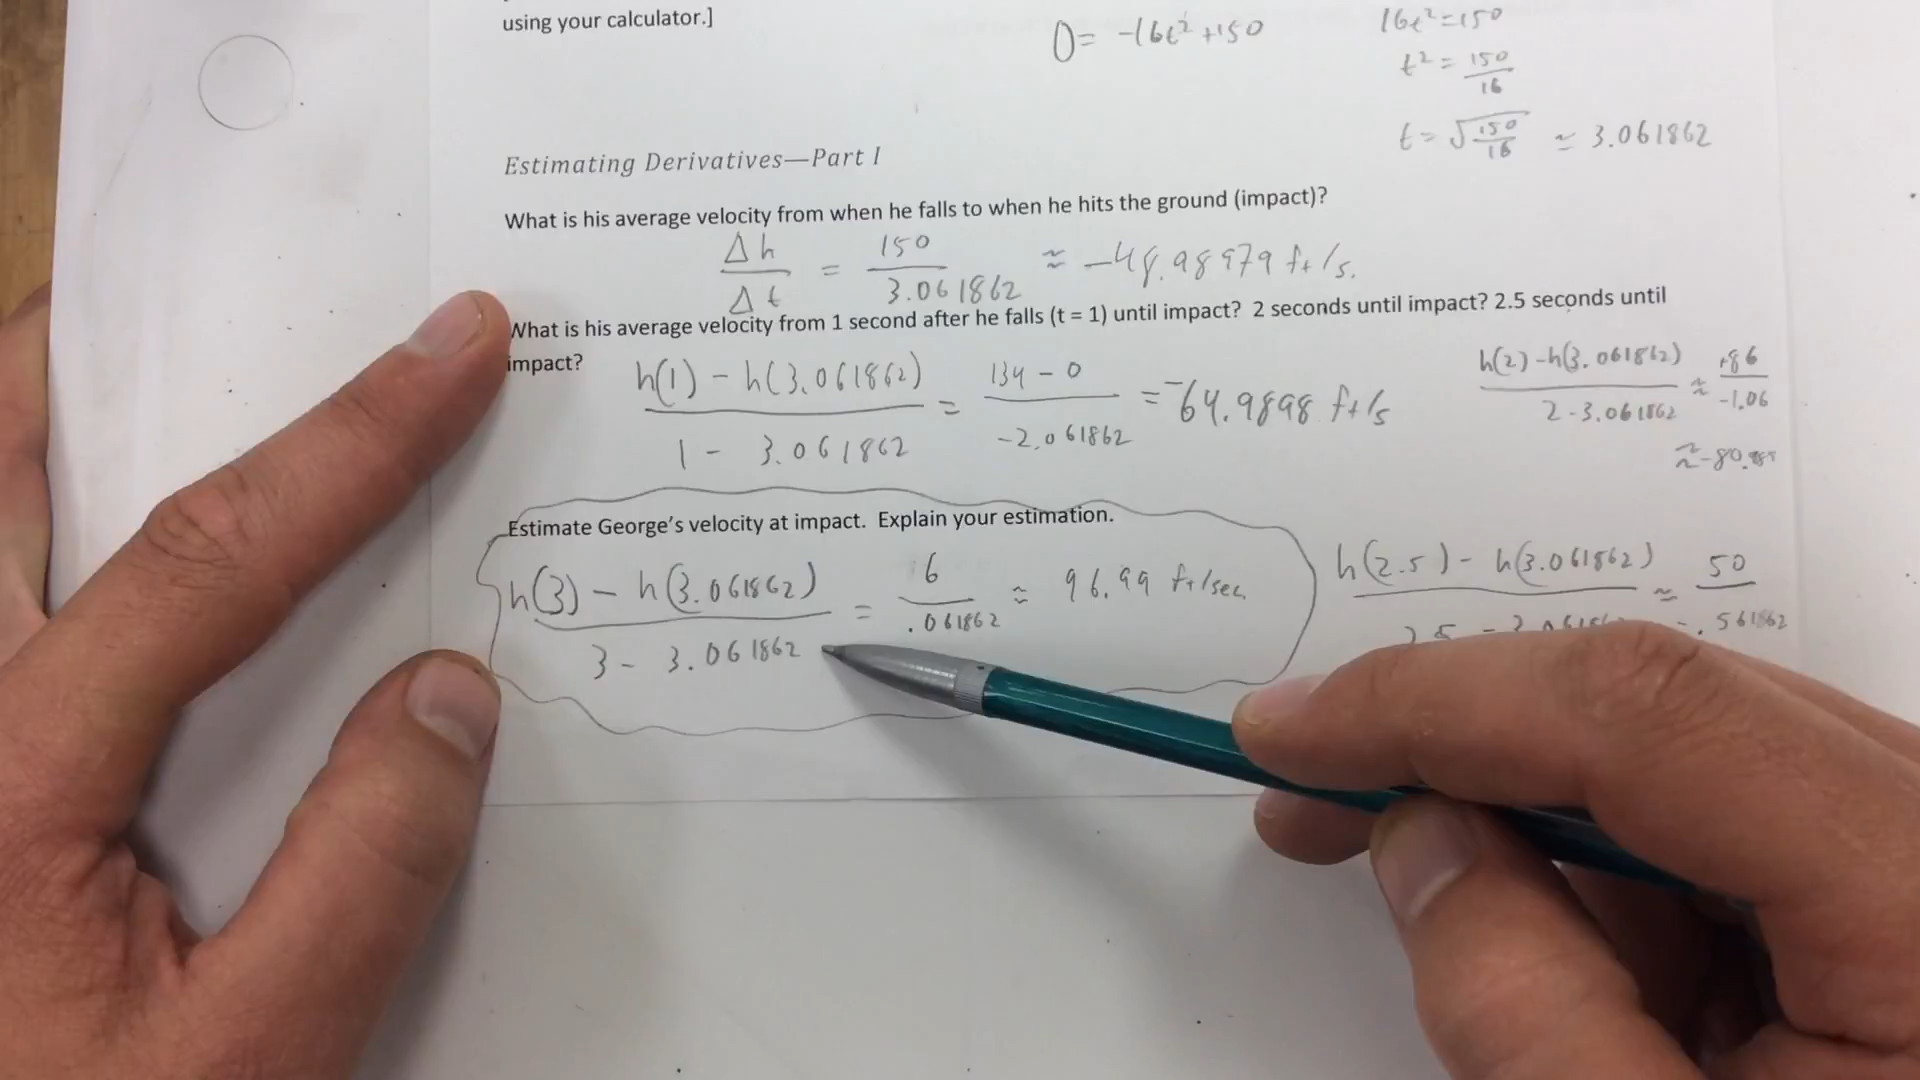 using your calculator.]
0 = -16t² + 150
16t² = 150
t² = 150/16
t = √150/16 ≈ 3.061862
Estimating Derivatives—Part I
What is his average velocity from when he falls to when he hits the ground (impact)?
Δh/Δt = 150/3.061862 ≈ -48.98979 ft/s.
What is his average velocity from 1 second after he falls (t = 1) until impact? 2 seconds until impact? 2.5 seconds until
impact?
h(1) - h(3.061862) / 1 - 3.061862 = 134 - 0 / -2.061862 = -64.9898 ft/s
h(2) - h(3.061862) / 2 - 3.061862 ≈ +86 / -1.06
≈ -80.989
Estimate George's velocity at impact. Explain your estimation.
h(3) - h(3.061862) / 3 - 3.061862 = 6 / .061862 ≈ 96.99 ft/sec.
h(2.5) - h(3.061862) / 2.5 - 3.06186 ≈ 50 / -.561862